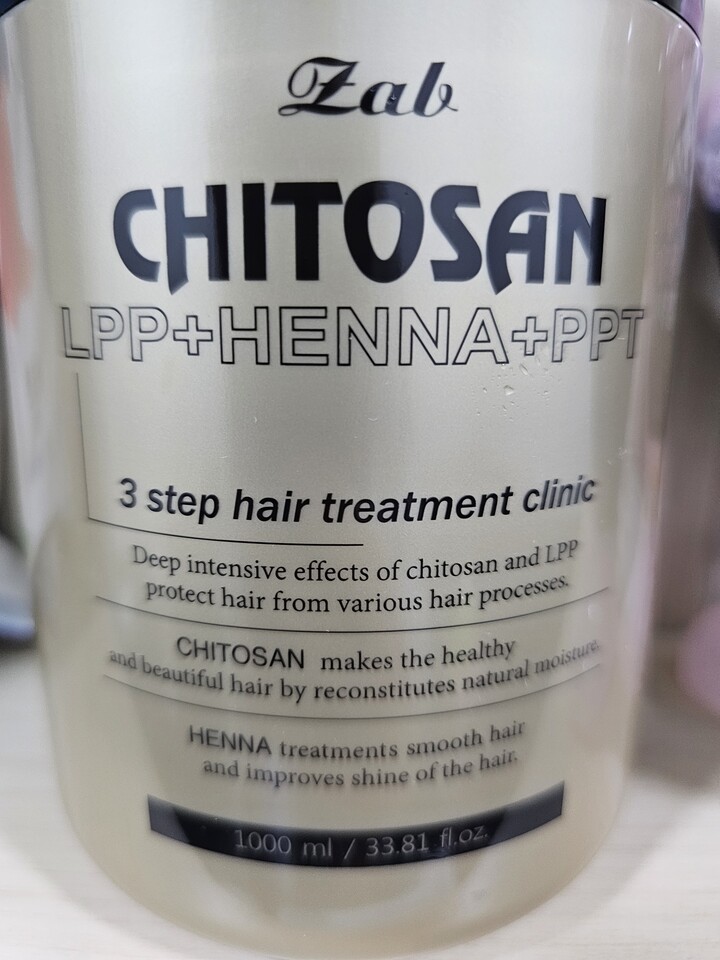 Zab
CHITOSAN
LPP+HENNA+PPT
3 step hair treatment clinic
Deep intensive effects of chitosan and LPP
protect hair from various hair processes.
CHITOSAN makes the healthy
and beautiful hair by reconstitutes natural moisture.
HENNA treatments smooth hair
and improves shine of the hair.
1000 ml / 33.81 fl.oz.